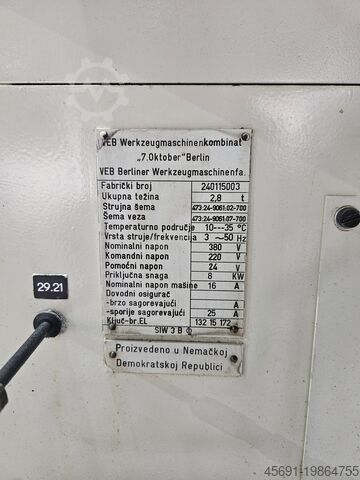 VEB Werkzeugmaschinenkombinat
„7.Oktober" Berlin
VEB Berliner Werkzeugmaschinenfa.
Fabrički broj 240115003
Ukupna težina 2,8 t
Strujna šema 473:24-9061.02-700
Šema veza 473:24-9061.07-700
Temperaturno područje 10---35 °C
Vrsta struje/frekvencija 3 ~50 Hz
Nominalni napon 380 V
Komandni napon 220 V
Pomoćni napon 24 V
Priključna snaga 8 KW
Nominalni napon mašine 16 A
Dovodni osigurač
-brzo sagorevajući A
-sporije sagorevajući 25 A
Ključ-br.EL 132 15 172
SIW 3 B
Proizvedeno u Nemačkoj
Demokratskoj Republici
29.21
45691-19864755